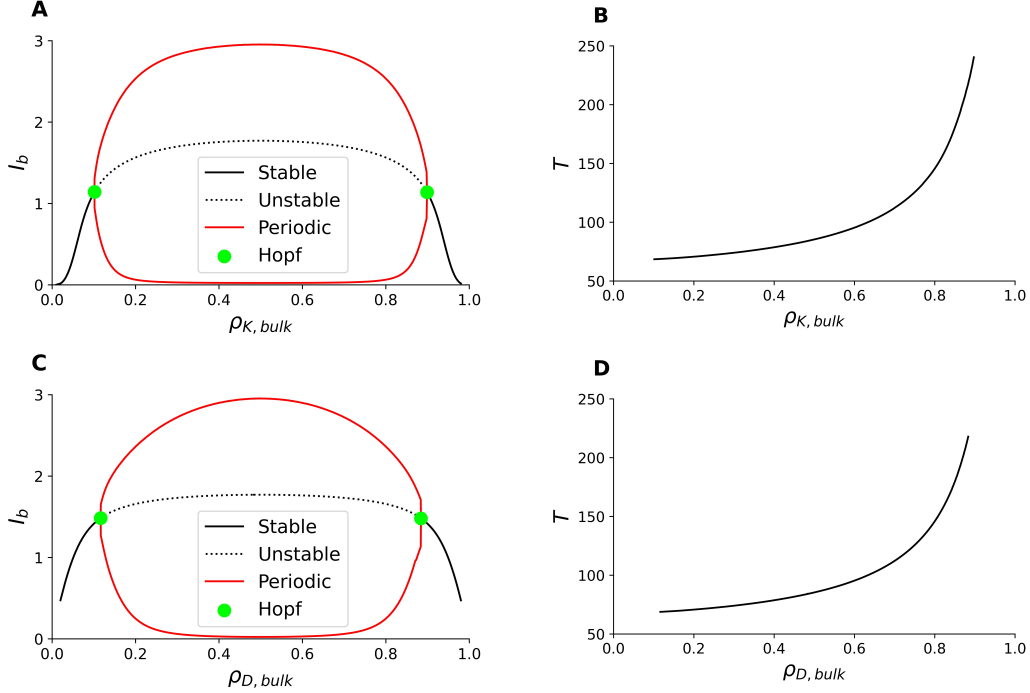 A
3
2
1
0
I_b
Stable
Unstable
Periodic
Hopf
0.0 0.2 0.4 0.6 0.8 1.0
ρ_{K, bulk}
B
250
200
150
100
50
T
0.0 0.2 0.4 0.6 0.8 1.0
ρ_{K, bulk}
C
3
2
1
0
I_b
Stable
Unstable
Periodic
Hopf
0.0 0.2 0.4 0.6 0.8 1.0
ρ_{D, bulk}
D
250
200
150
100
50
T
0.0 0.2 0.4 0.6 0.8 1.0
ρ_{D, bulk}